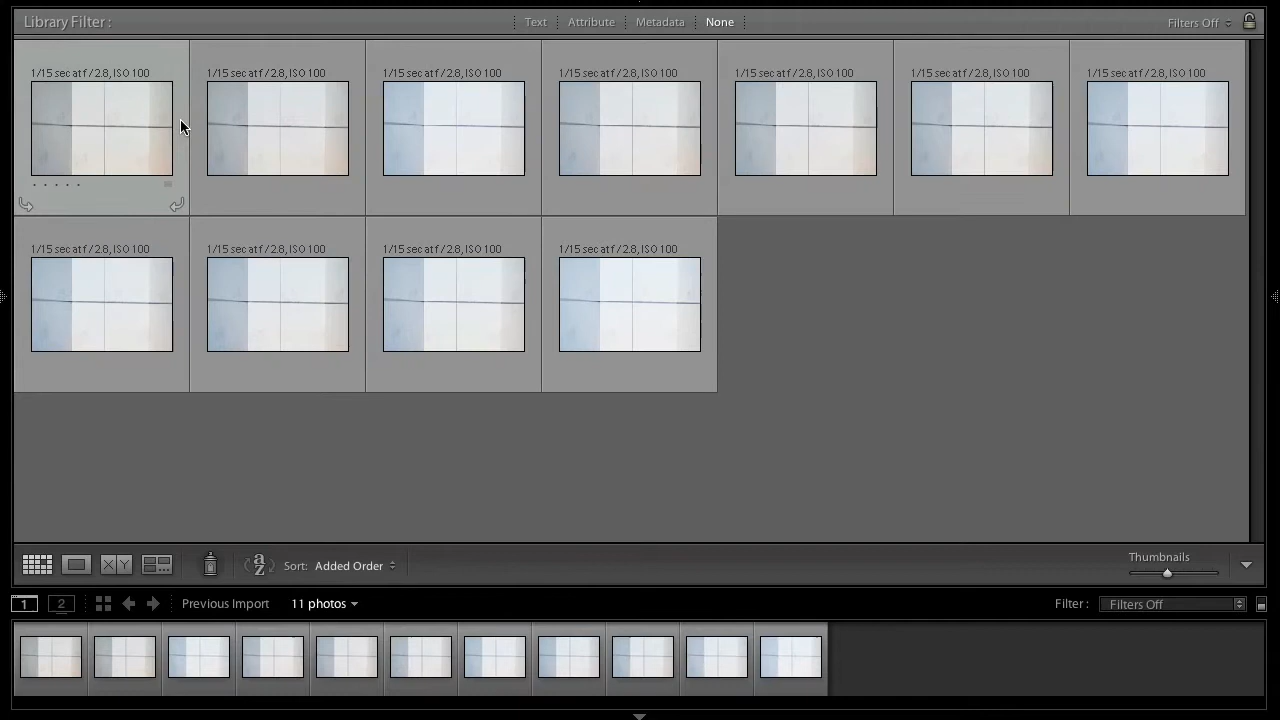 Library Filter :
Text Attribute Metadata None
Filters Off
1/15 sec at f / 2.8, ISO 100
1/15 sec at f / 2.8, ISO 100
1/15 sec at f / 2.8, ISO 100
1/15 sec at f / 2.8, ISO 100
1/15 sec at f / 2.8, ISO 100
1/15 sec at f / 2.8, ISO 100
1/15 sec at f / 2.8, ISO 100
1/15 sec at f / 2.8, ISO 100
1/15 sec at f / 2.8, ISO 100
1/15 sec at f / 2.8, ISO 100
1/15 sec at f / 2.8, ISO 100
X Y
a z
Sort: Added Order
Thumbnails
1 2
Previous Import 11 photos
Filter : Filters Off